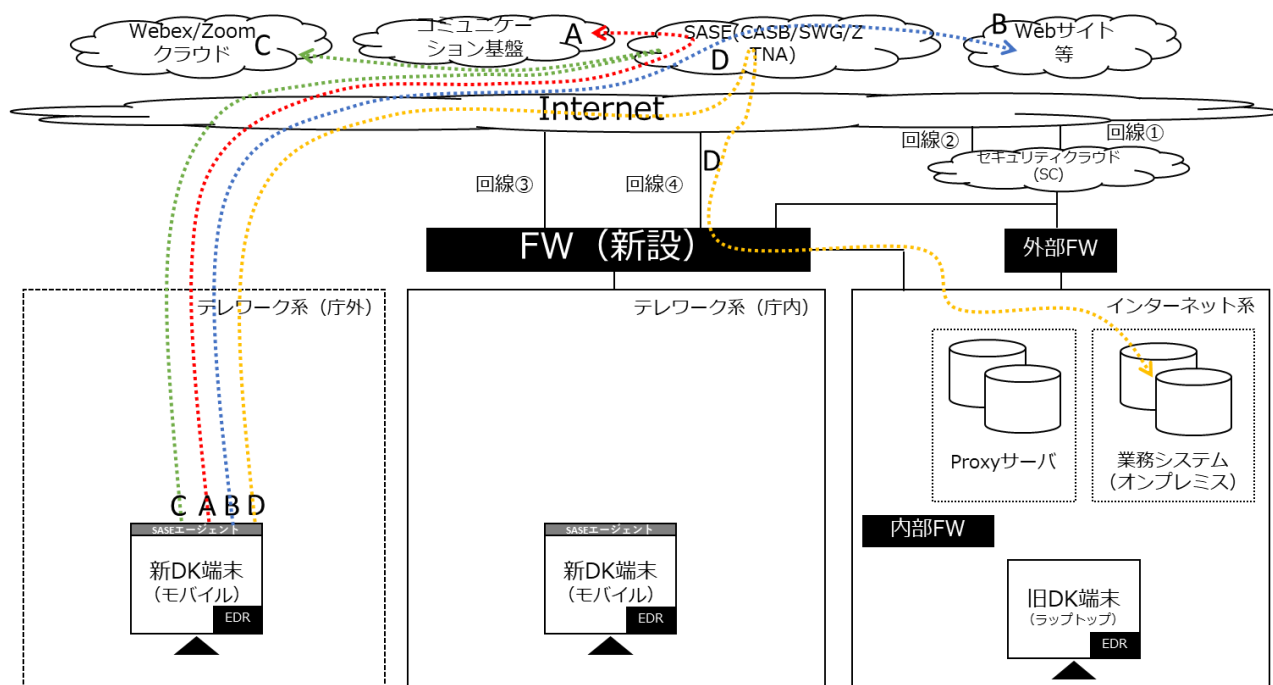 Webex/Zoom
クラウド
C
コミュニケー
ション基盤
A
SASE(CASB/SWG/Z
TNA)
D
B
Webサイト
等
Internet
回線③
回線④
D
回線②
回線①
セキュリティクラウド
(SC)
FW（新設）
外部FW
テレワーク系（庁外）
テレワーク系（庁内）
インターネット系
Proxyサーバ
業務システム
（オンプレミス）
内部FW
C A B D
SASEエージェント
新DK端末
（モバイル）
EDR
SASEエージェント
新DK端末
（モバイル）
EDR
旧DK端末
（ラップトップ）
EDR